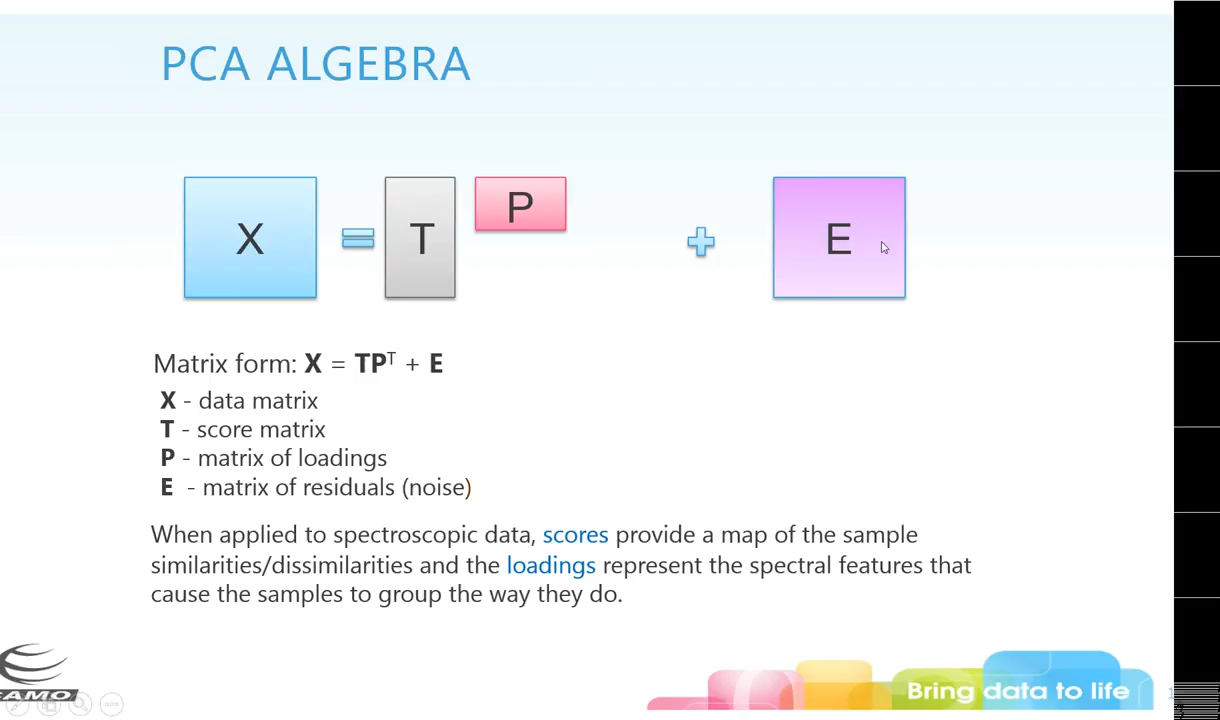 PCA ALGEBRA
X = T P + E
Matrix form: X = TPᵀ + E
X - data matrix
T - score matrix
P - matrix of loadings
E - matrix of residuals (noise)
When applied to spectroscopic data, scores provide a map of the sample
similarities/dissimilarities and the loadings represent the spectral features that
cause the samples to group the way they do.
Bring data to life